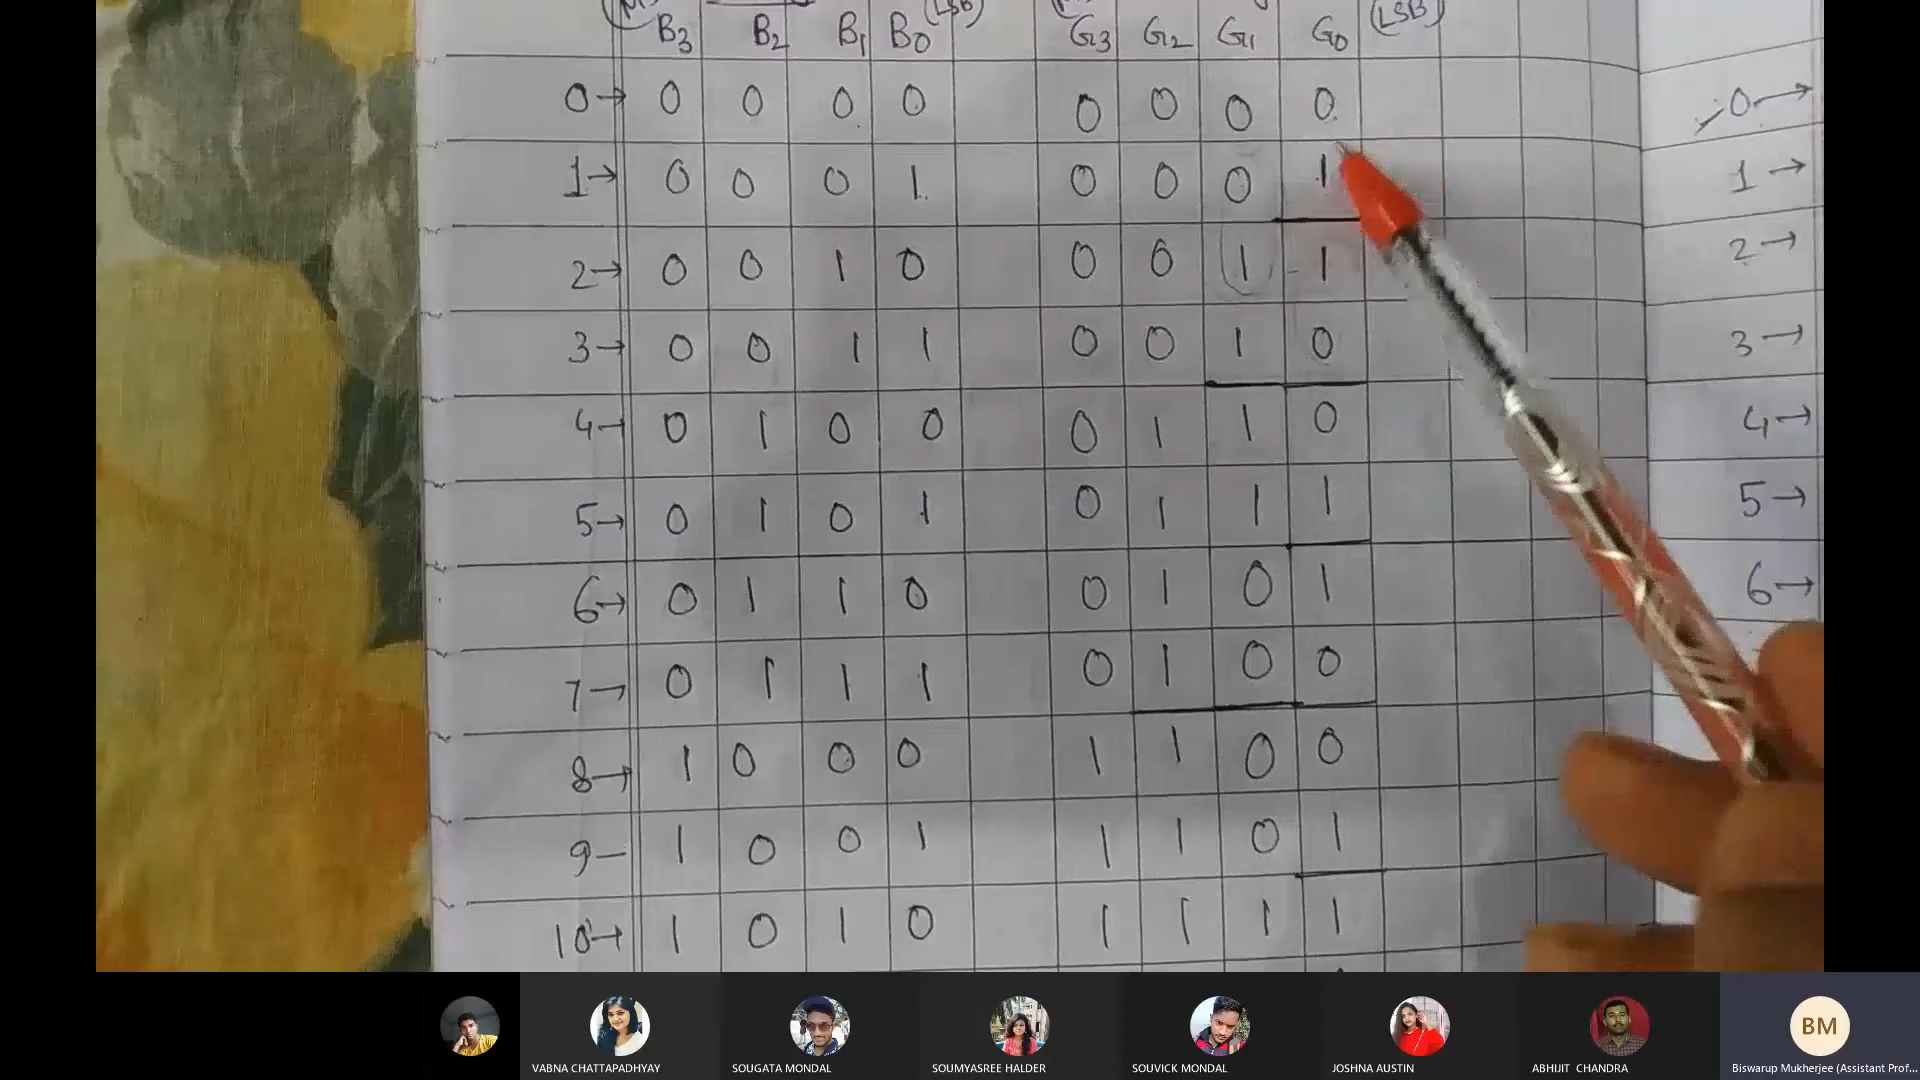 (LSB) (LSB)
B3 B2 B1 B0 G3 G2 G1 G0
0→ 0 0 0 0 0 0 0 0 0→
1→ 0 0 0 1 0 0 0 1 1→
2→ 0 0 1 0 0 0 1 1 2→
3→ 0 0 1 1 0 0 1 0 3→
4→ 0 1 0 0 0 1 1 0 4→
5→ 0 1 0 1 0 1 1 1 5→
6→ 0 1 1 0 0 1 0 1 6→
7→ 0 1 1 1 0 1 0 0
8→ 1 0 0 0 1 1 0 0
9– 1 0 0 1 1 1 0 1
10→ 1 0 1 0 1 1 1 1
BM
VABNA CHATTAPADHYAY SOUGATA MONDAL SOUMYASREE HALDER SOUVICK MONDAL JOSHNA AUSTIN ABHIJIT CHANDRA Biswarup Mukherjee (Assistant Prof...